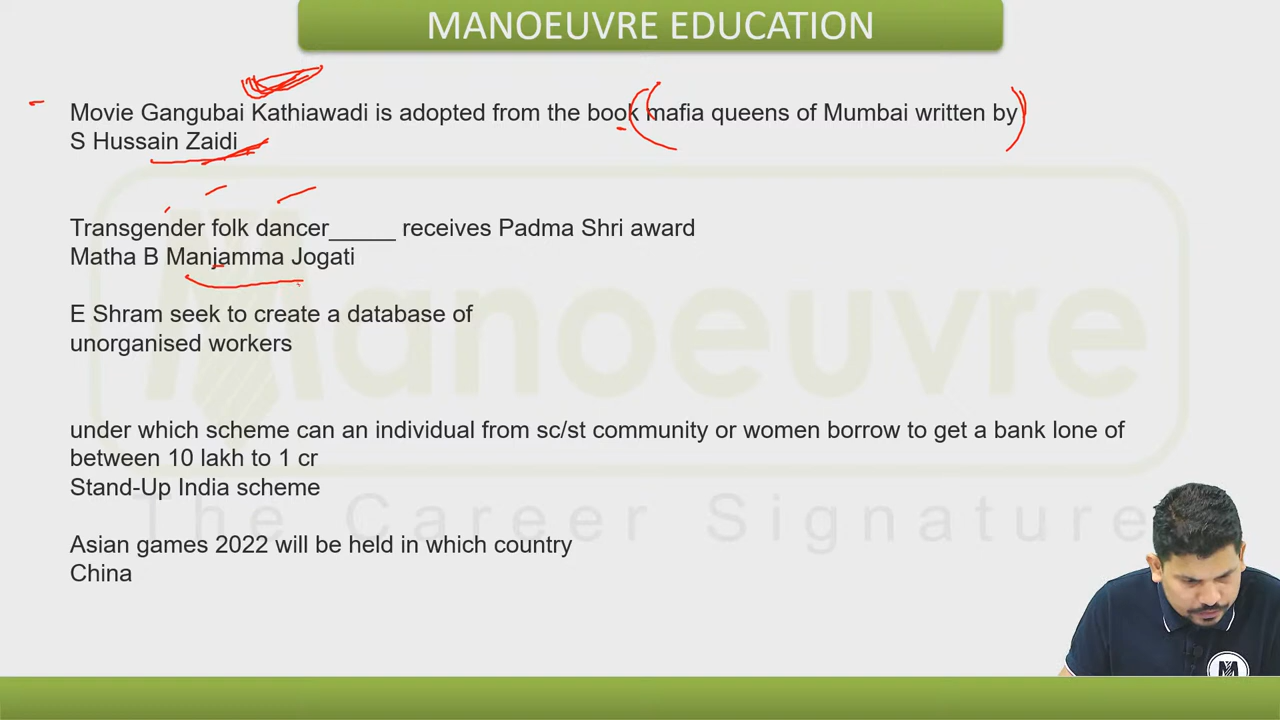 MANOEUVRE EDUCATION
Movie Gangubai Kathiawadi is adopted from the book mafia queens of Mumbai written by
S Hussain Zaidi
Transgender folk dancer_____ receives Padma Shri award
Matha B Manjamma Jogati
E Shram seek to create a database of
unorganised workers
Manoeuvre
under which scheme can an individual from sc/st community or women borrow to get a bank lone of
between 10 lakh to 1 cr
Stand-Up India scheme
The Career Signature
Asian games 2022 will be held in which country
China
M